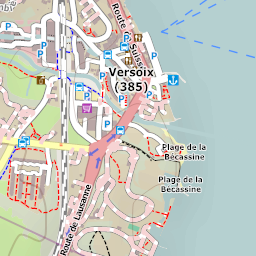 Route
Suisse
Versoix
(385)
P
P
P
P
P
P
P
Plage de la
Bécassine
Plage de la
Bécassine
Route de Lausanne